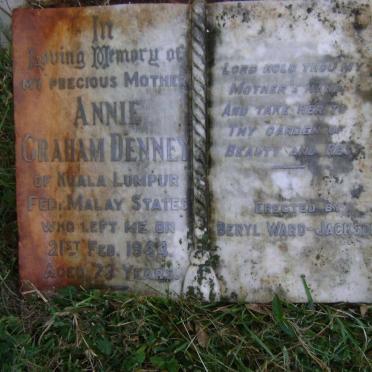 In
Loving Memory of
My Precious Mother
Annie
Graham Denney
of Kuala Lumpur
Fed. Malay States
who left me on
21st Feb.
Aged 73 Years
Lord hold Thou my
Mother's
And take her to
Thy Garden of
Beauty and Rest
Erected by
Beryl Ward-Jackson